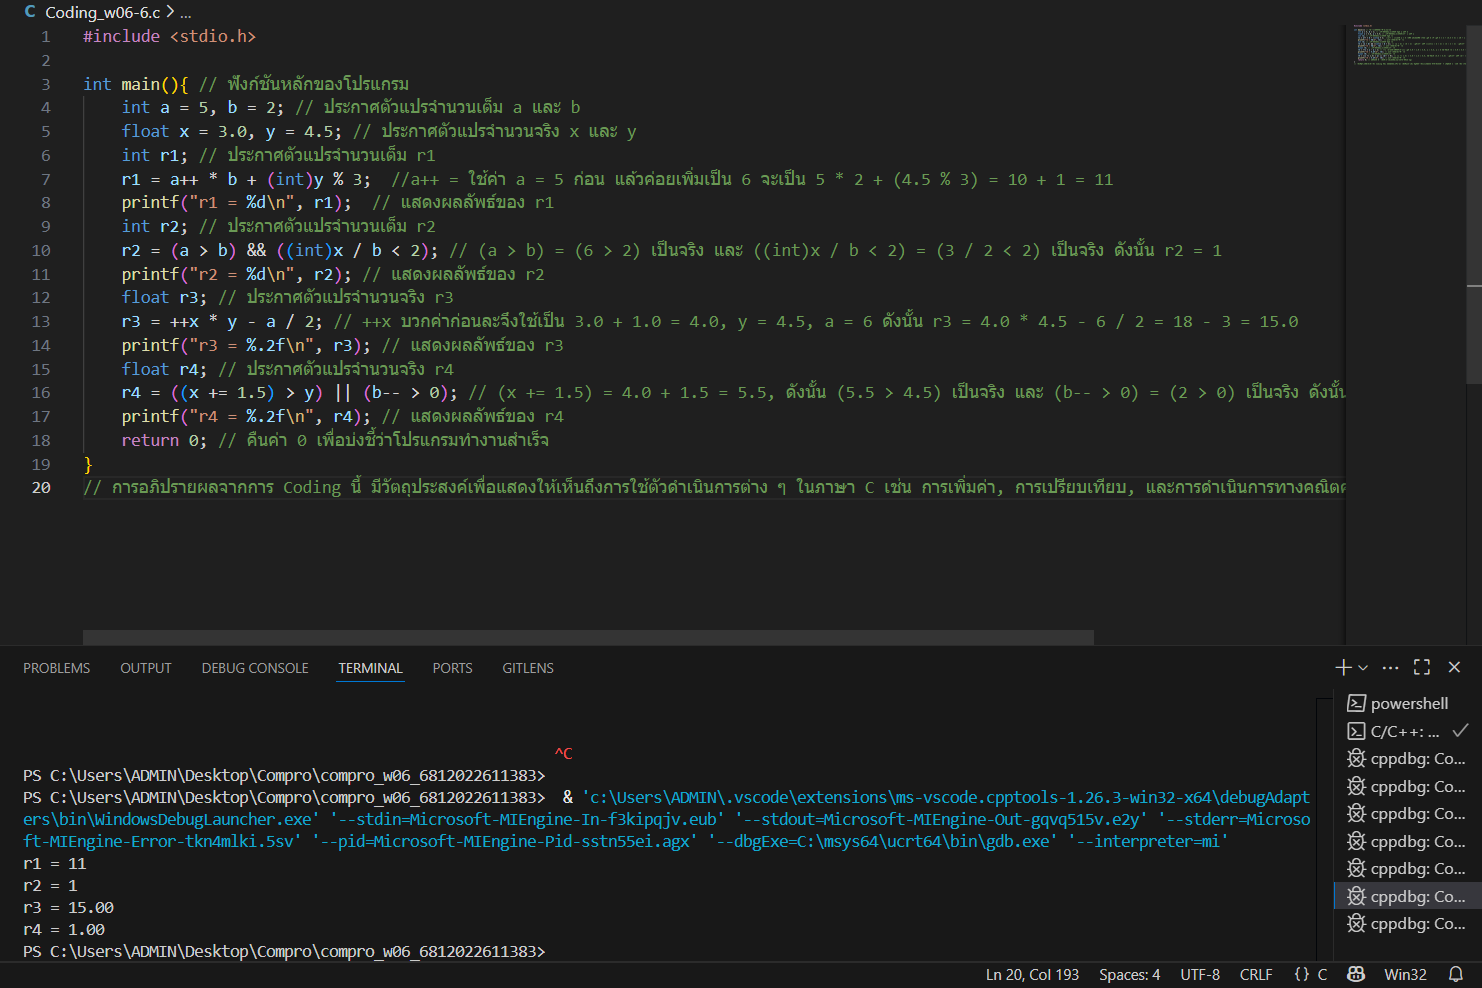 C Coding_w06-6.c > ...
1 #include <stdio.h>
2
3 int main(){ // ฟังก์ชันหลักของโปรแกรม
4 int a = 5, b = 2; // ประกาศตัวแปรจำนวนเต็ม a และ b
5 float x = 3.0, y = 4.5; // ประกาศตัวแปรจำนวนจริง x และ y
6 int r1; // ประกาศตัวแปรจำนวนเต็ม r1
7 r1 = a++ * b + (int)y % 3;  //a++ = ใช้ค่า a = 5 ก่อน แล้วค่อยเพิ่มเป็น 6 จะเป็น 5 * 2 + (4.5 % 3) = 10 + 1 = 11
8 printf("r1 = %d\n", r1);  // แสดงผลลัพธ์ของ r1
9 int r2; // ประกาศตัวแปรจำนวนเต็ม r2
10 r2 = (a > b) && ((int)x / b < 2); // (a > b) = (6 > 2) เป็นจริง และ ((int)x / b < 2) = (3 / 2 < 2) เป็นจริง ดังนั้น r2 = 1
11 printf("r2 = %d\n", r2); // แสดงผลลัพธ์ของ r2
12 float r3; // ประกาศตัวแปรจำนวนจริง r3
13 r3 = ++x * y - a / 2; // ++x บวกค่าก่อนละจึงใช้เป็น 3.0 + 1.0 = 4.0, y = 4.5, a = 6 ดังนั้น r3 = 4.0 * 4.5 - 6 / 2 = 18 - 3 = 15.0
14 printf("r3 = %.2f\n", r3); // แสดงผลลัพธ์ของ r3
15 float r4; // ประกาศตัวแปรจำนวนจริง r4
16 r4 = ((x += 1.5) > y) || (b-- > 0); // (x += 1.5) = 4.0 + 1.5 = 5.5, ดังนั้น (5.5 > 4.5) เป็นจริง และ (b-- > 0) = (2 > 0) เป็นจริง ดังนั้น
17 printf("r4 = %.2f\n", r4); // แสดงผลลัพธ์ของ r4
18 return 0; // คืนค่า 0 เพื่อบ่งชี้ว่าโปรแกรมทำงานสำเร็จ
19 }
20 // การอภิปรายผลจากการ Coding นี้ มีวัตถุประสงค์เพื่อแสดงให้เห็นถึงการใช้ตัวดำเนินการต่าง ๆ ในภาษา C เช่น การเพิ่มค่า, การเปรียบเทียบ, และการดำเนินการทางคณิต
PROBLEMS OUTPUT DEBUG CONSOLE TERMINAL PORTS GITLENS
^C
PS C:\Users\ADMIN\Desktop\Compro\compro_w06_6812022611383>
PS C:\Users\ADMIN\Desktop\Compro\compro_w06_6812022611383>  & 'c:\Users\ADMIN\.vscode\extensions\ms-vscode.cpptools-1.26.3-win32-x64\debugAdapt
ers\bin\WindowsDebugLauncher.exe' '--stdin=Microsoft-MIEngine-In-f3kipqjv.eub' '--stdout=Microsoft-MIEngine-Out-gqvq515v.e2y' '--stderr=Microso
ft-MIEngine-Error-tkn4mlki.5sv' '--pid=Microsoft-MIEngine-Pid-sstn55ei.agx' '--dbgExe=C:\msys64\ucrt64\bin\gdb.exe' '--interpreter=mi'
r1 = 11
r2 = 1
r3 = 15.00
r4 = 1.00
PS C:\Users\ADMIN\Desktop\Compro\compro_w06_6812022611383>
powershell
C/C++: ...
cppdbg: Co...
cppdbg: Co...
cppdbg: Co...
cppdbg: Co...
cppdbg: Co...
cppdbg: Co...
cppdbg: Co...
Ln 20, Col 193 Spaces: 4 UTF-8 CRLF {} C Win32